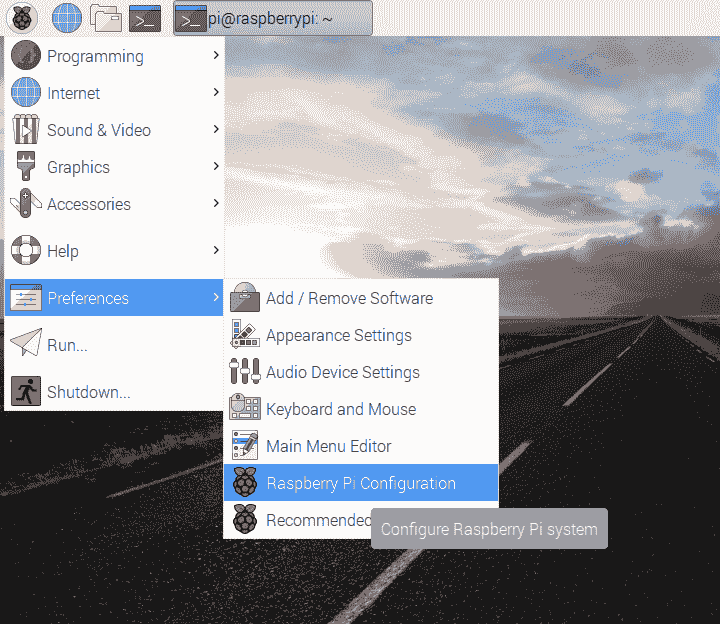 pi@raspberrypi: ~
Programming
Internet
Sound & Video
Graphics
Accessories
Help
Preferences
Run...
Shutdown...
Add / Remove Software
Appearance Settings
Audio Device Settings
Keyboard and Mouse
Main Menu Editor
Raspberry Pi Configuration
Recommended
Configure Raspberry Pi system